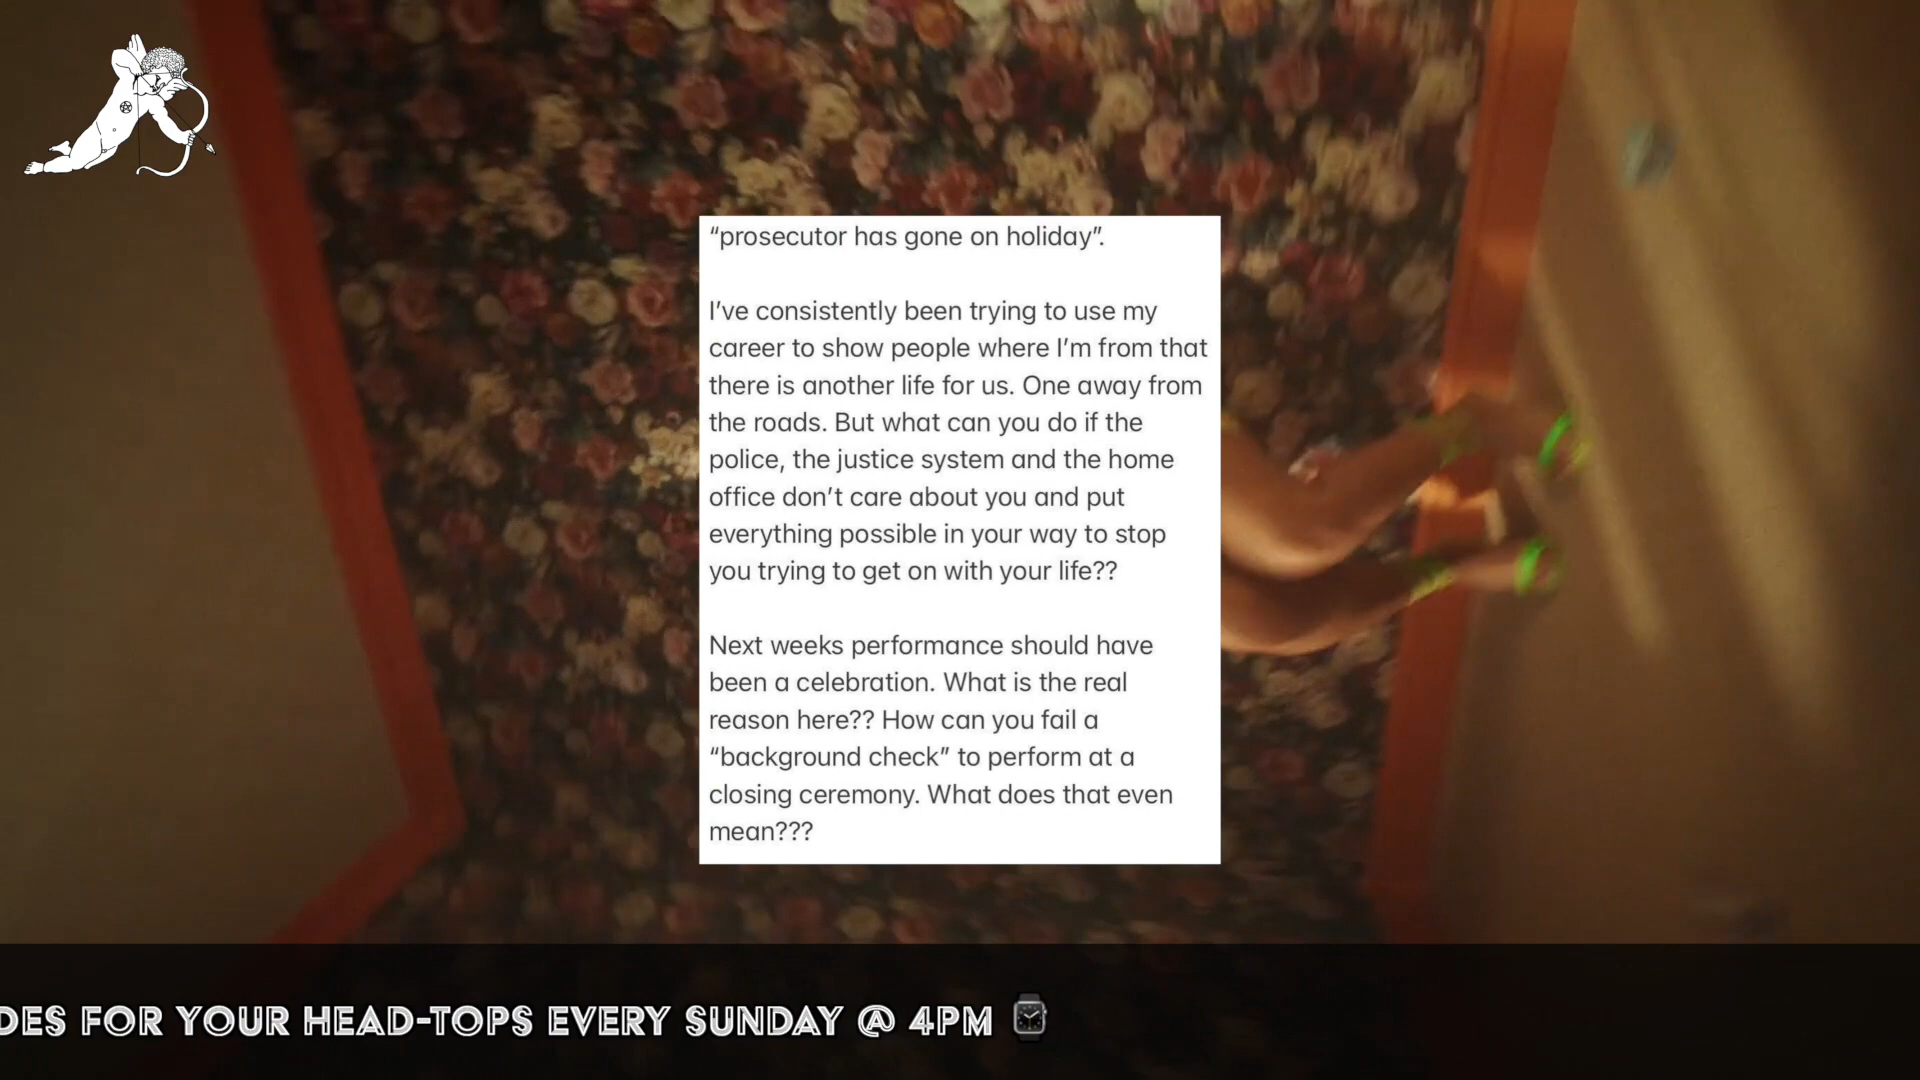 “prosecutor has gone on holiday”.
I’ve consistently been trying to use my
career to show people where I’m from that
there is another life for us. One away from
the roads. But what can you do if the
police, the justice system and the home
office don’t care about you and put
everything possible in your way to stop
you trying to get on with your life??
Next weeks performance should have
been a celebration. What is the real
reason here?? How can you fail a
“background check” to perform at a
closing ceremony. What does that even
mean???
DES FOR YOUR HEAD-TOPS EVERY SUNDAY @ 4PM